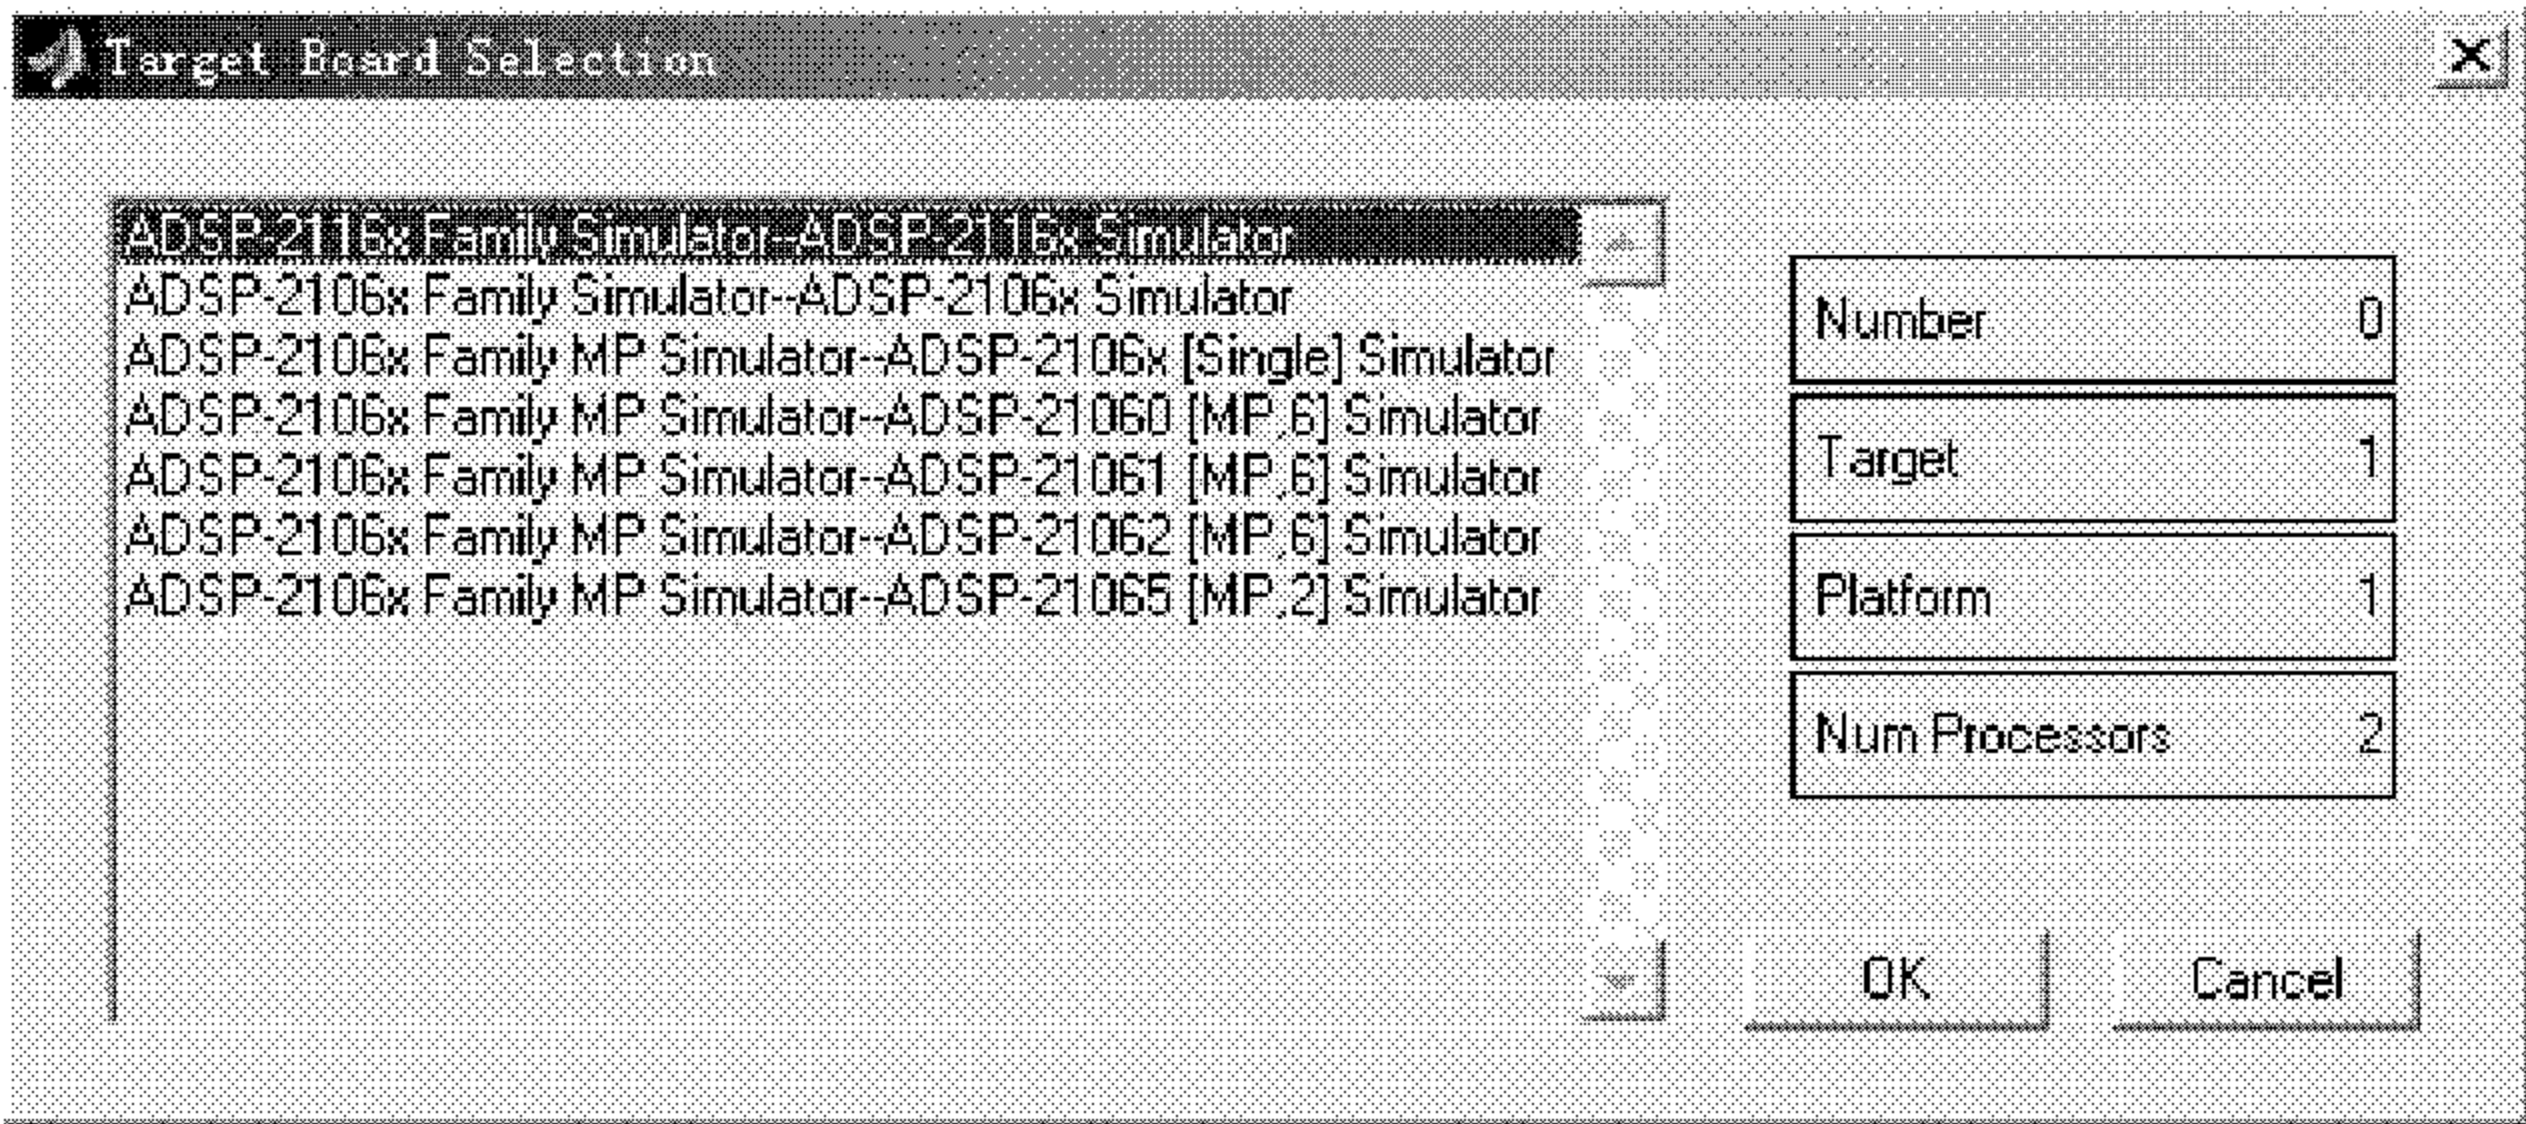 Target Board Selection
ADSP-2116x Family Simulator--ADSP-2116x Simulator
ADSP-2106x Family Simulator--ADSP-2106x Simulator
ADSP-2106x Family MP Simulator--ADSP-2106x [Single] Simulator
ADSP-2106x Family MP Simulator--ADSP-21060 [MP,6] Simulator
ADSP-2106x Family MP Simulator--ADSP-21061 [MP,6] Simulator
ADSP-2106x Family MP Simulator--ADSP-21062 [MP,6] Simulator
ADSP-2106x Family MP Simulator--ADSP-21065 [MP,2] Simulator
Number 0
Target 1
Platform 1
Num Processors 2
OK Cancel